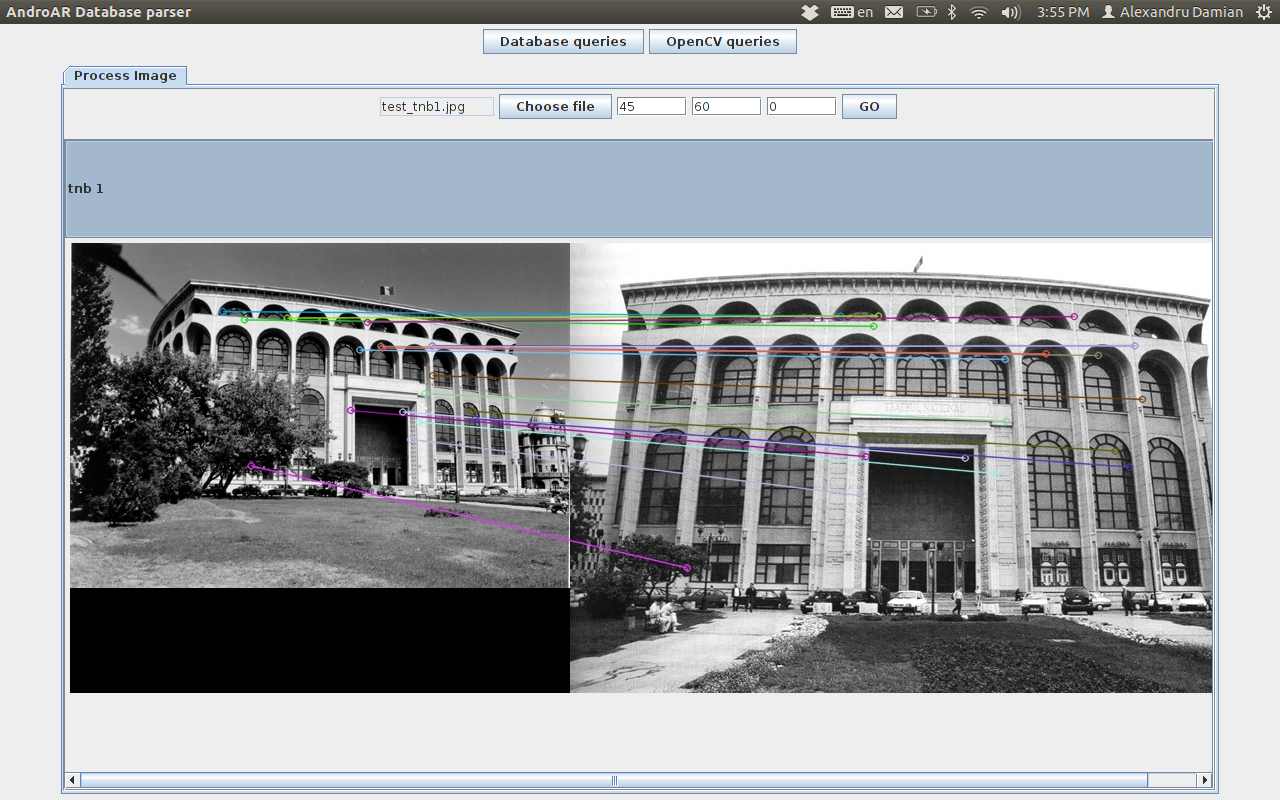 AndroAR Database parser
en 3:55 PM Alexandru Damian
Database queries OpenCV queries
Process Image
test_tnb1.jpg Choose file 45 60 0 GO
tnb 1
TEATRUL NATIONAL